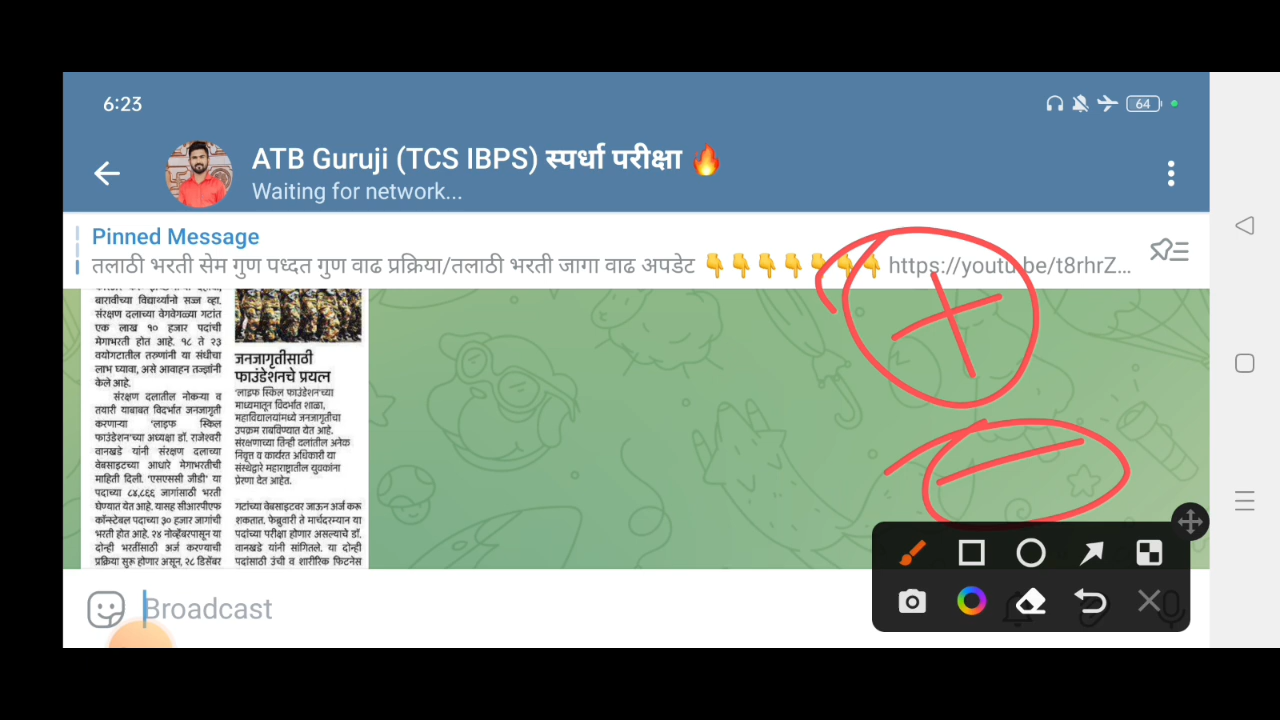 6:23
64
ATB Guruji (TCS IBPS) स्पर्धा परीक्षा 🔥
Waiting for network...
Pinned Message
तलाठी भरती सेम गुण पध्दत गुण वाढ प्रक्रिया/तलाठी भरती जागा वाढ अपडेट 👇👇👇👇👇👇👇 https://youtu.be/t8rhrZ...
बारावीच्या विद्यार्थ्यांनो सज्ज व्हा.
संरक्षण दलाच्या वेगवेगळ्या गटांत
एक लाख १० हजार पदांची
मेगाभरती होत आहे. १८ ते २३
वयोगटातील तरुणांनी या संधीचा
लाभ घ्यावा, असे आवाहन तज्ज्ञांनी
केले आहे.
संरक्षण दलातील नोकऱ्या व
तयारी याबाबत विदर्भात जनजागृती
करणाऱ्या 'लाइफ स्किल
फाउंडेशन'च्या अध्यक्षा डॉ. राजेश्वरी
वानखडे यांनी संरक्षण दलाच्या
वेबसाइटच्या आधारे मेगाभरतीची
माहिती दिली. 'एसएससी जीडी' या
पदाच्या ८४,८६६ जागांसाठी भरती
घेण्यात येत आहे. यासह सीआरपीएफ
कॉन्स्टेबल पदाच्या ३० हजार जागांची
भरती होत आहे. २४ नोव्हेंबरपासून या
दोन्ही भरतींसाठी अर्ज करण्याची
प्रक्रिया सुरू होणार असून, २८ डिसेंबर
जनजागृतीसाठी
फाउंडेशनचे प्रयत्न
'लाइफ स्किल फाउंडेशन'च्या
माध्यमातून विदर्भात शाळा,
महाविद्यालयांमध्ये जनजागृतीचा
उपक्रम राबविण्यात येत आहे.
संरक्षणाच्या तिन्ही दलांतील अनेक
निवृत्त व कार्यरत अधिकारी या
संस्थेद्वारे महाराष्ट्रातील युवकांना
प्रेरणा देत आहेत.
गटांच्या वेबसाइटवर जाऊन अर्ज करू
शकतात. फेब्रुवारी ते मार्चदरम्यान या
पदांच्या परीक्षा होणार असल्याचे डॉ.
वानखडे यांनी सांगितले. या दोन्ही
पदांसाठी उंची व शारीरिक फिटनेस
Broadcast